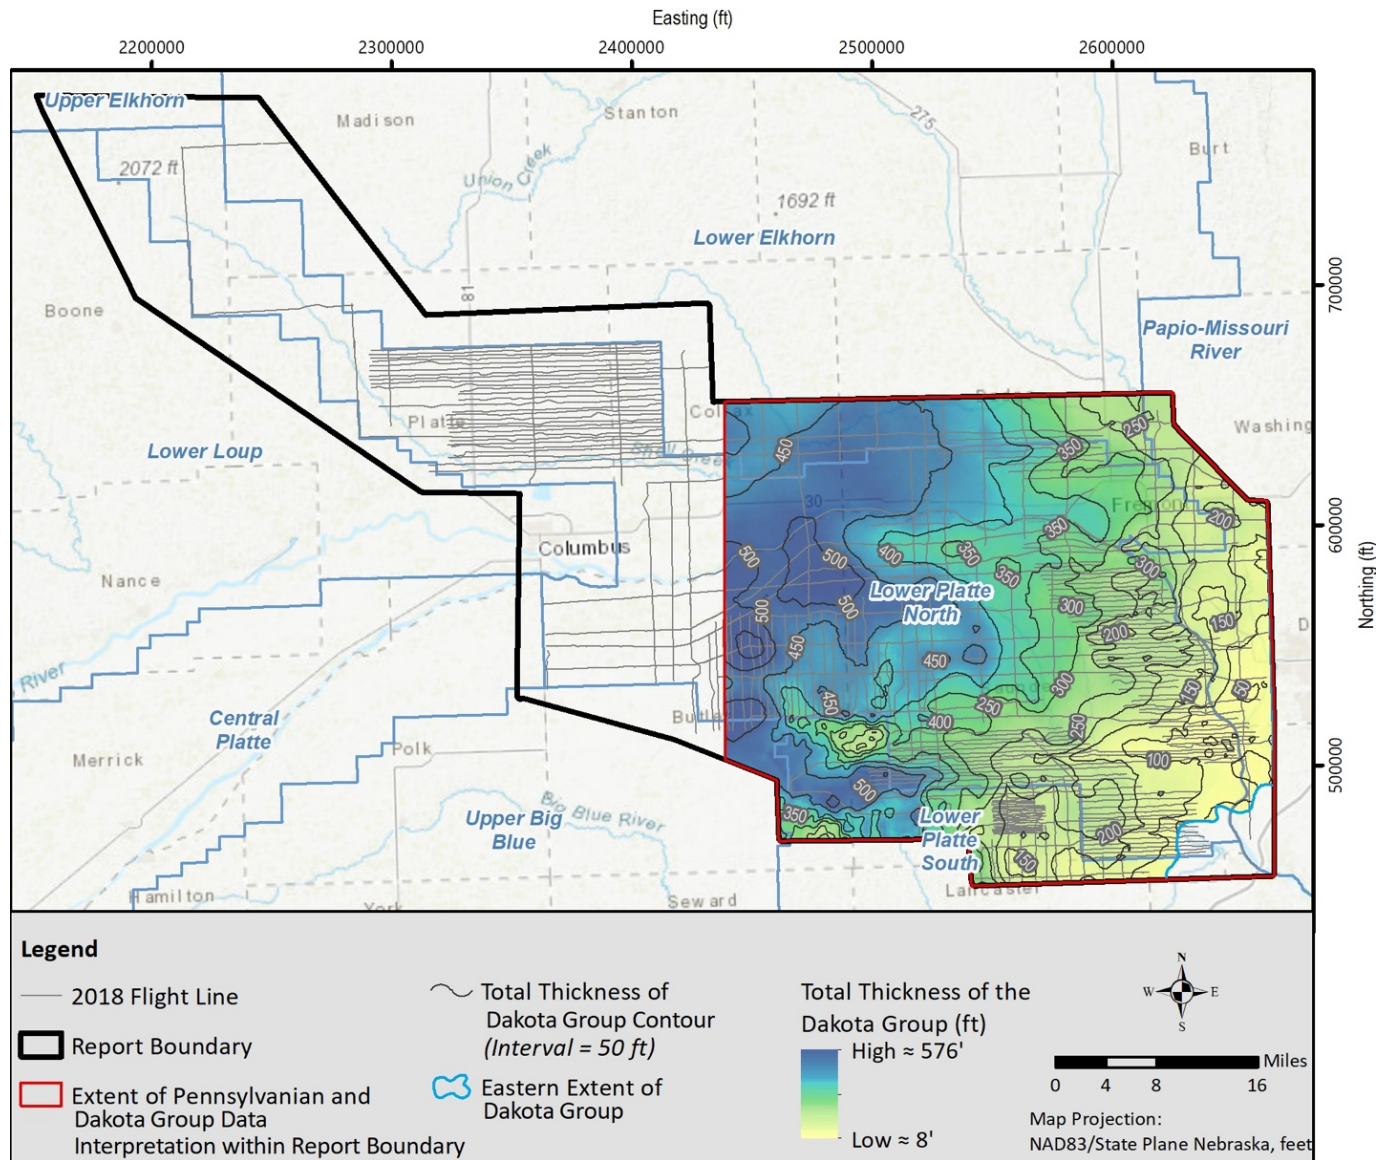 Easting (ft)
2200000
2300000
2400000
2500000
2600000
Upper Elkhorn
Madison
Stanton
275
Burt
2072 ft
Union Creek
1692 ft
Lower Elkhorn
700000
81
Boone
Papio-Missouri
River
Platte
Colfax
450
350
250
Washing
Lower Loup
Shell Creek
30
Fremont
200
600000
Columbus
500
500
400
350
350
350
300
Northing (ft)
Nance
Lower Platte
North
500
500
300
200
150
450
450
River
300
150
50
Central
Platte
Butler
450
400
250
250
Merrick
Polk
100
500000
500
Upper Big
Blue
Big Blue River
350
Lower
Platte
South
200
150
Hamilton
York
Seward
Lancaster
Legend
2018 Flight Line
Report Boundary
Extent of Pennsylvanian and
Dakota Group Data
Interpretation within Report Boundary
Total Thickness of
Dakota Group Contour
(Interval = 50 ft)
Eastern Extent of
Dakota Group
Total Thickness of the
Dakota Group (ft)
High ≈ 576'
Low ≈ 8'
N
W E
S
Miles
0 4 8 16
Map Projection:
NAD83/State Plane Nebraska, feet